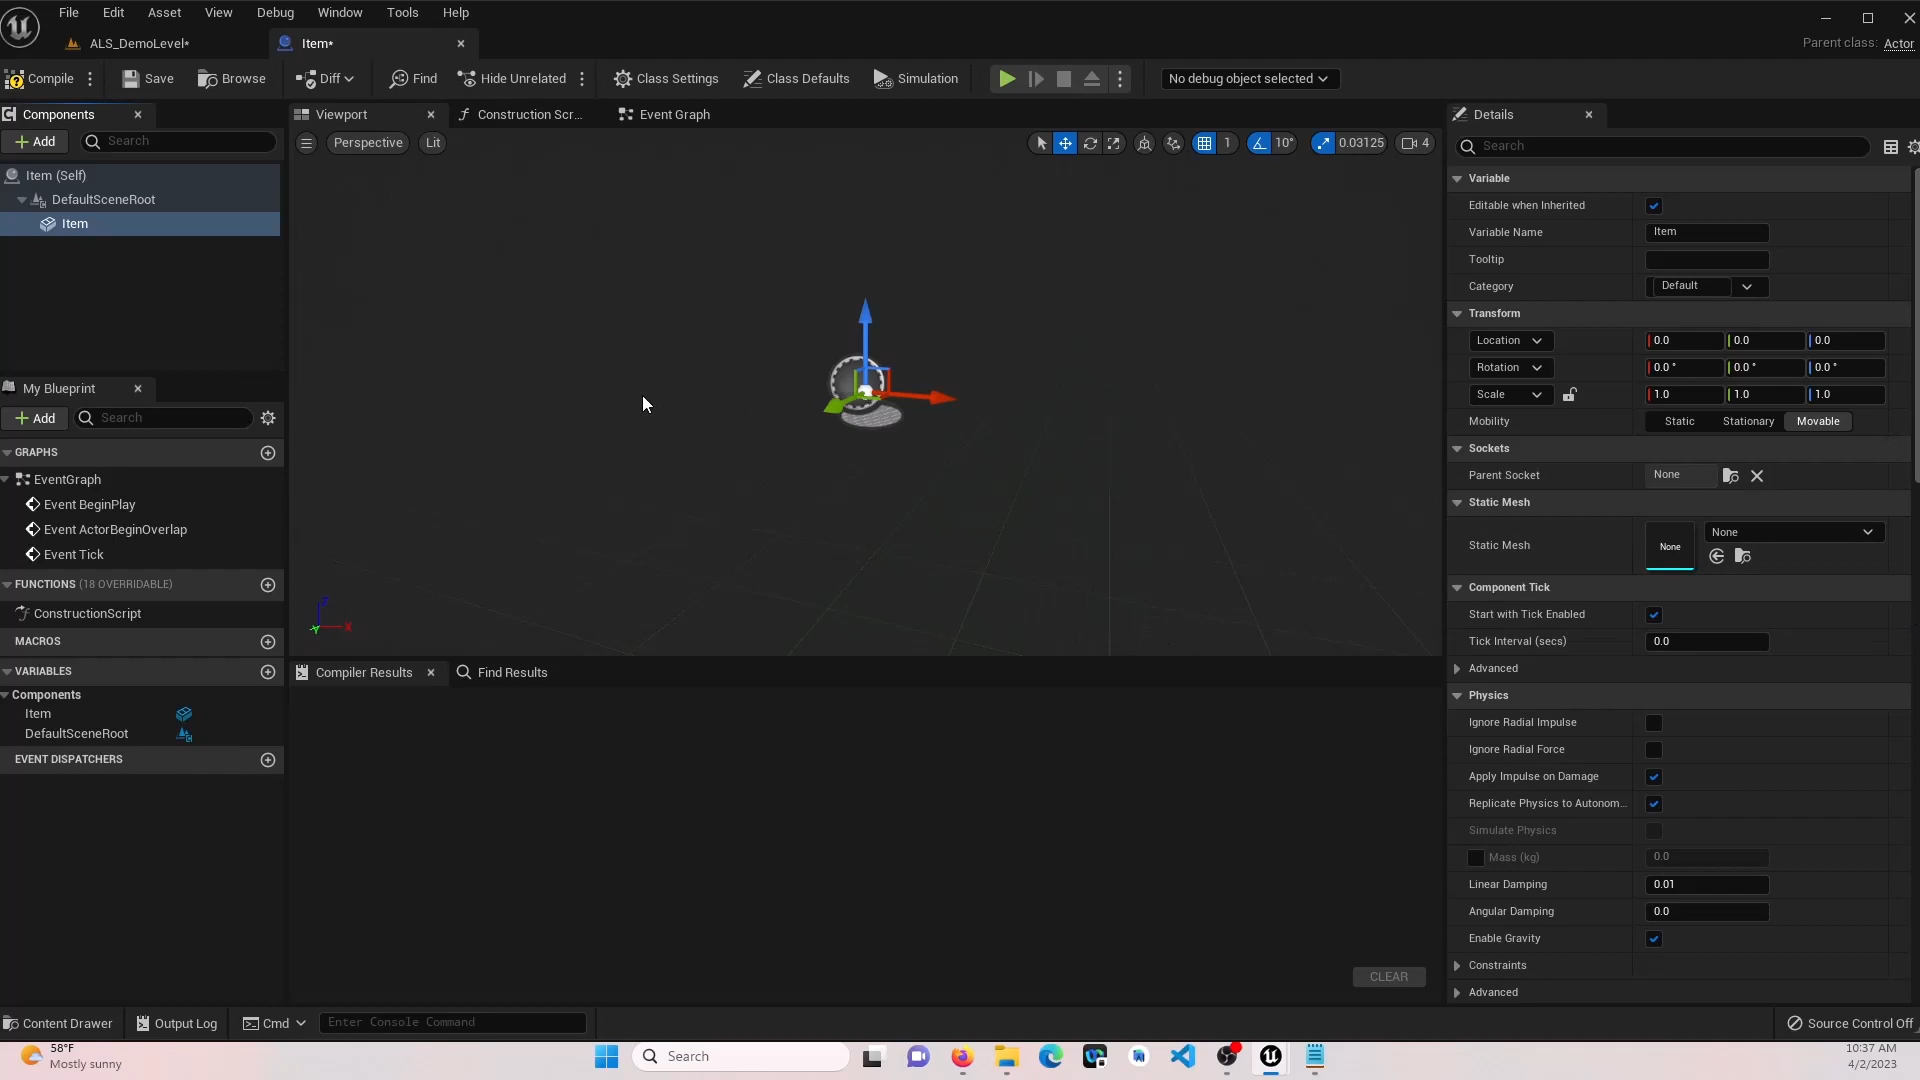 File Edit Asset View Debug Window Tools Help
ALS_DemoLevel* Item* Parent class: Actor
Compile Save Browse Diff Find Hide Unrelated Class Settings Class Defaults Simulation No debug object selected
Components Viewport Construction Scr... Event Graph Details
Add Search Perspective Lit 1 10° 0.03125 4 Search
Item (Self)
DefaultSceneRoot
Item
My Blueprint
Add Search
GRAPHS
EventGraph
Event BeginPlay
Event ActorBeginOverlap
Event Tick
FUNCTIONS (18 OVERRIDABLE)
ConstructionScript
MACROS
VARIABLES
Components
Item
DefaultSceneRoot
EVENT DISPATCHERS
Z
Y X
Compiler Results Find Results
CLEAR
Variable
Editable when Inherited
Variable Name Item
Tooltip
Category Default
Transform
Location 0.0 0.0 0.0
Rotation 0.0° 0.0° 0.0°
Scale 1.0 1.0 1.0
Mobility Static Stationary Movable
Sockets
Parent Socket None
Static Mesh
Static Mesh None None
Component Tick
Start with Tick Enabled
Tick Interval (secs) 0.0
Advanced
Physics
Ignore Radial Impulse
Ignore Radial Force
Apply Impulse on Damage
Replicate Physics to Autonom...
Simulate Physics
Mass (kg) 0.0
Linear Damping 0.01
Angular Damping 0.0
Enable Gravity
Constraints
Advanced
Content Drawer Output Log Cmd Enter Console Command Source Control Off
58°F
Mostly sunny
Search
10:37 AM
4/2/2023